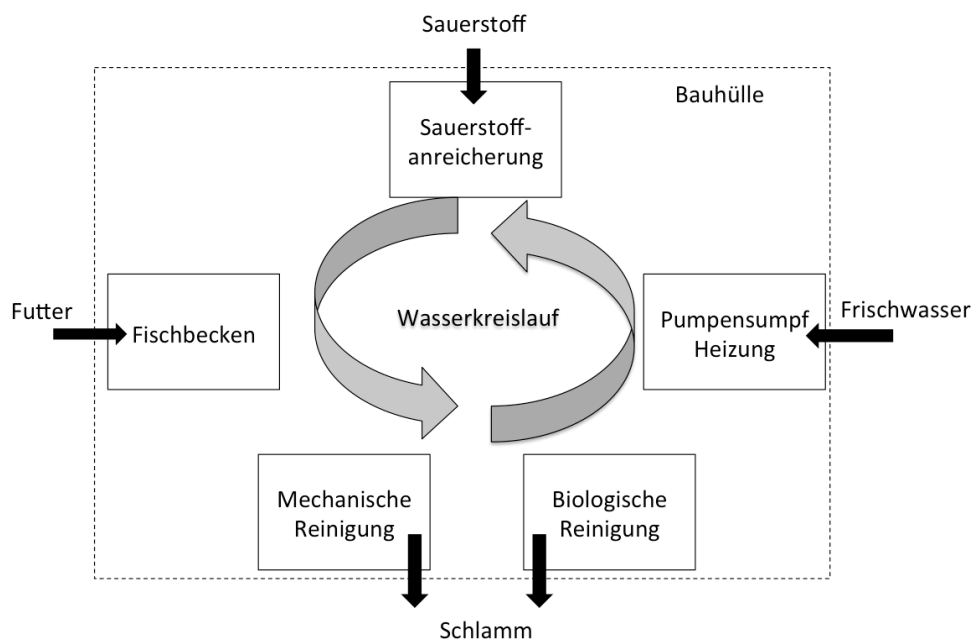 Sauerstoff
Bauhülle
Sauerstoff-
anreicherung
Futter
Fischbecken
Wasserkreislauf
Pumpensumpf
Heizung
Frischwasser
Mechanische
Reinigung
Biologische
Reinigung
Schlamm